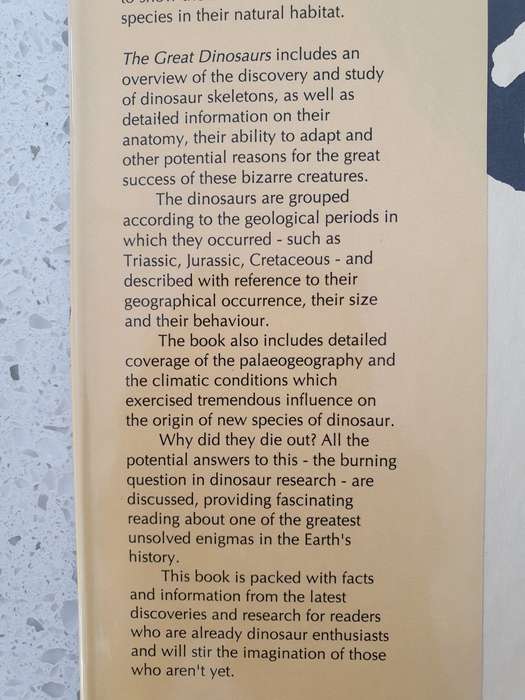 species in their natural habitat.
The Great Dinosaurs includes an
overview of the discovery and study
of dinosaur skeletons, as well as
detailed information on their
anatomy, their ability to adapt and
other potential reasons for the great
success of these bizarre creatures.
The dinosaurs are grouped
according to the geological periods in
which they occurred - such as
Triassic, Jurassic, Cretaceous - and
described with reference to their
geographical occurrence, their size
and their behaviour.
The book also includes detailed
coverage of the palaeogeography and
the climatic conditions which
exercised tremendous influence on
the origin of new species of dinosaur.
Why did they die out? All the
potential answers to this - the burning
question in dinosaur research - are
discussed, providing fascinating
reading about one of the greatest
unsolved enigmas in the Earth's
history.
This book is packed with facts
and information from the latest
discoveries and research for readers
who are already dinosaur enthusiasts
and will stir the imagination of those
who aren't yet.